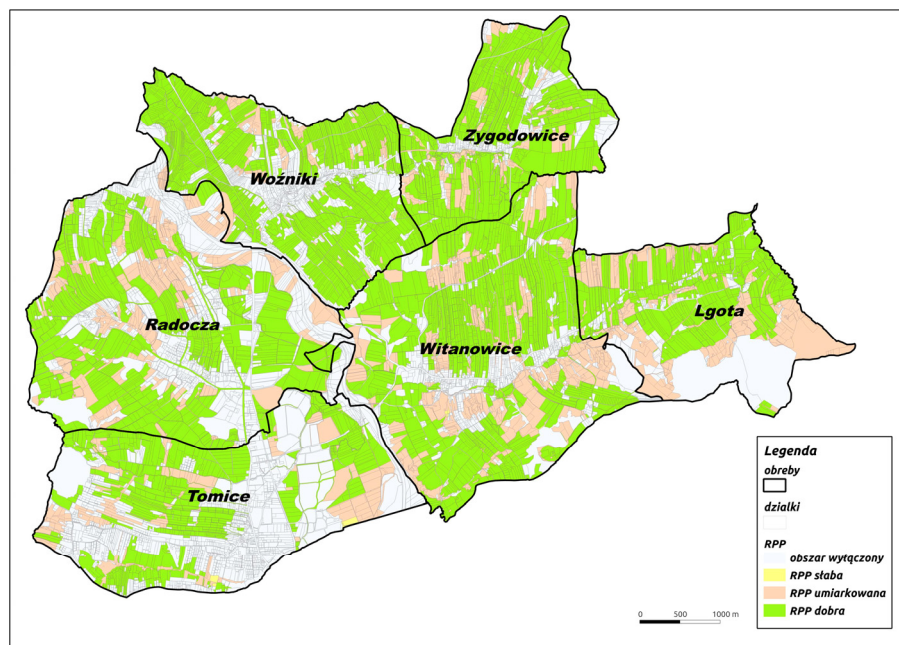 Zygodowice
Woźniki
Lgota
Radocza
Witanowice
Tomice
Legenda
obreby
dzialki
RPP
obszar wyłączony
RPP słaba
RPP umiarkowana
RPP dobra
0 500 1000 m